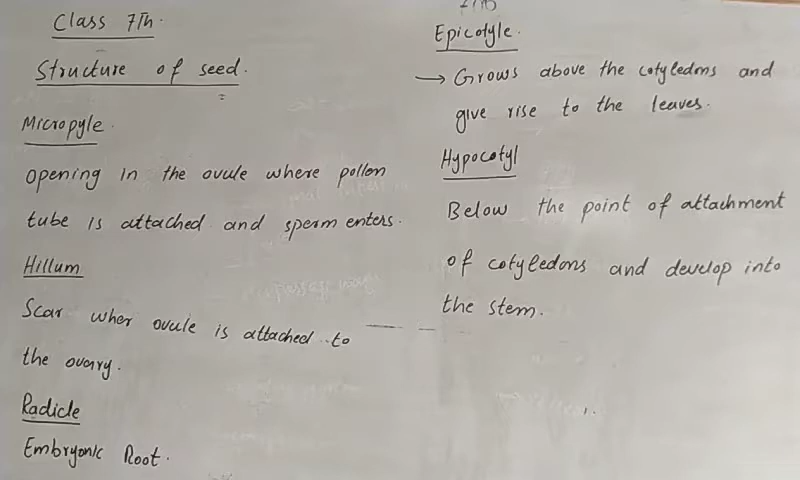 Class 7Th.
Structure of seed.
Micropyle.
opening in the ovule where pollen
tube is attached and sperm enters.
Hillum
Scar wher ovule is attached to
the ovary.
Radicle
Embryonic Root.
Epicotyle.
→ Grows above the cotyledons and
give rise to the leaves.
Hypocotyl
Below the point of attachment
of cotyledons and develop into
the stem.